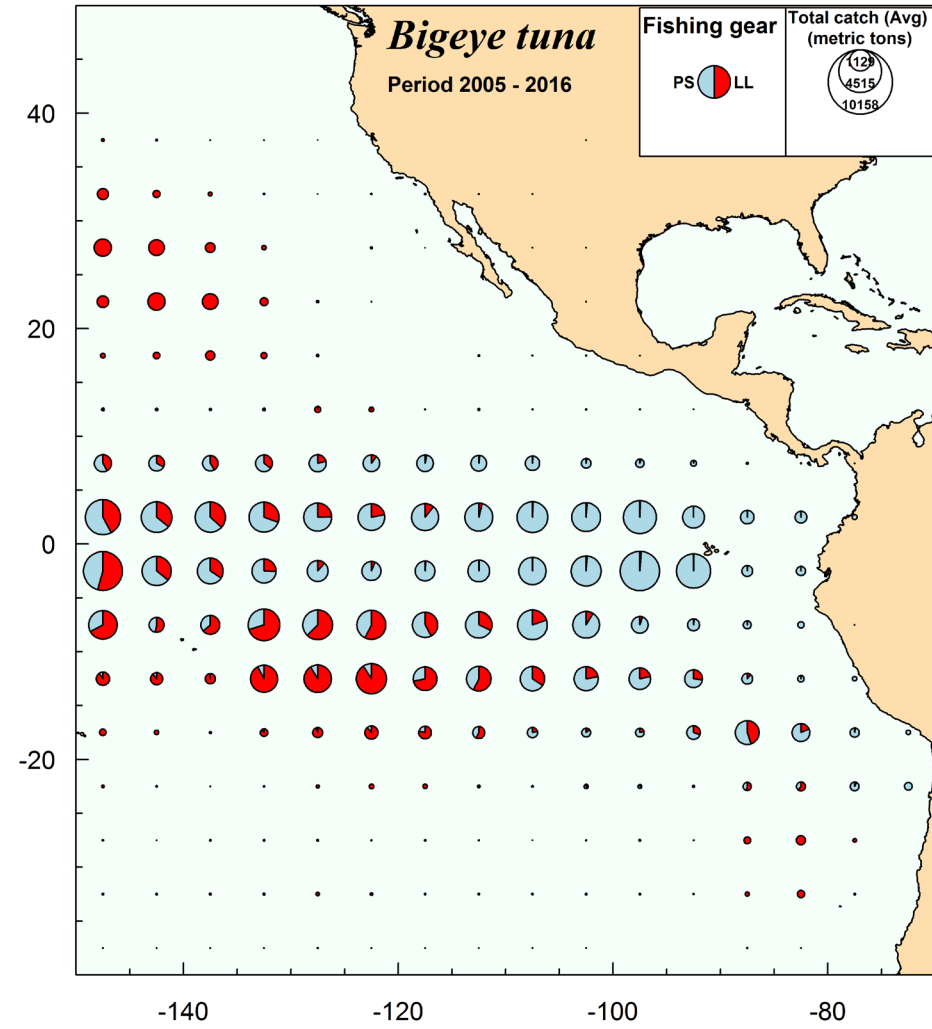 Bigeye tuna
Period 2005 - 2016
Fishing gear
PS LL
Total catch (Avg)
(metric tons)
1129
4515
10158
40
20
0
-20
-140 -120 -100 -80